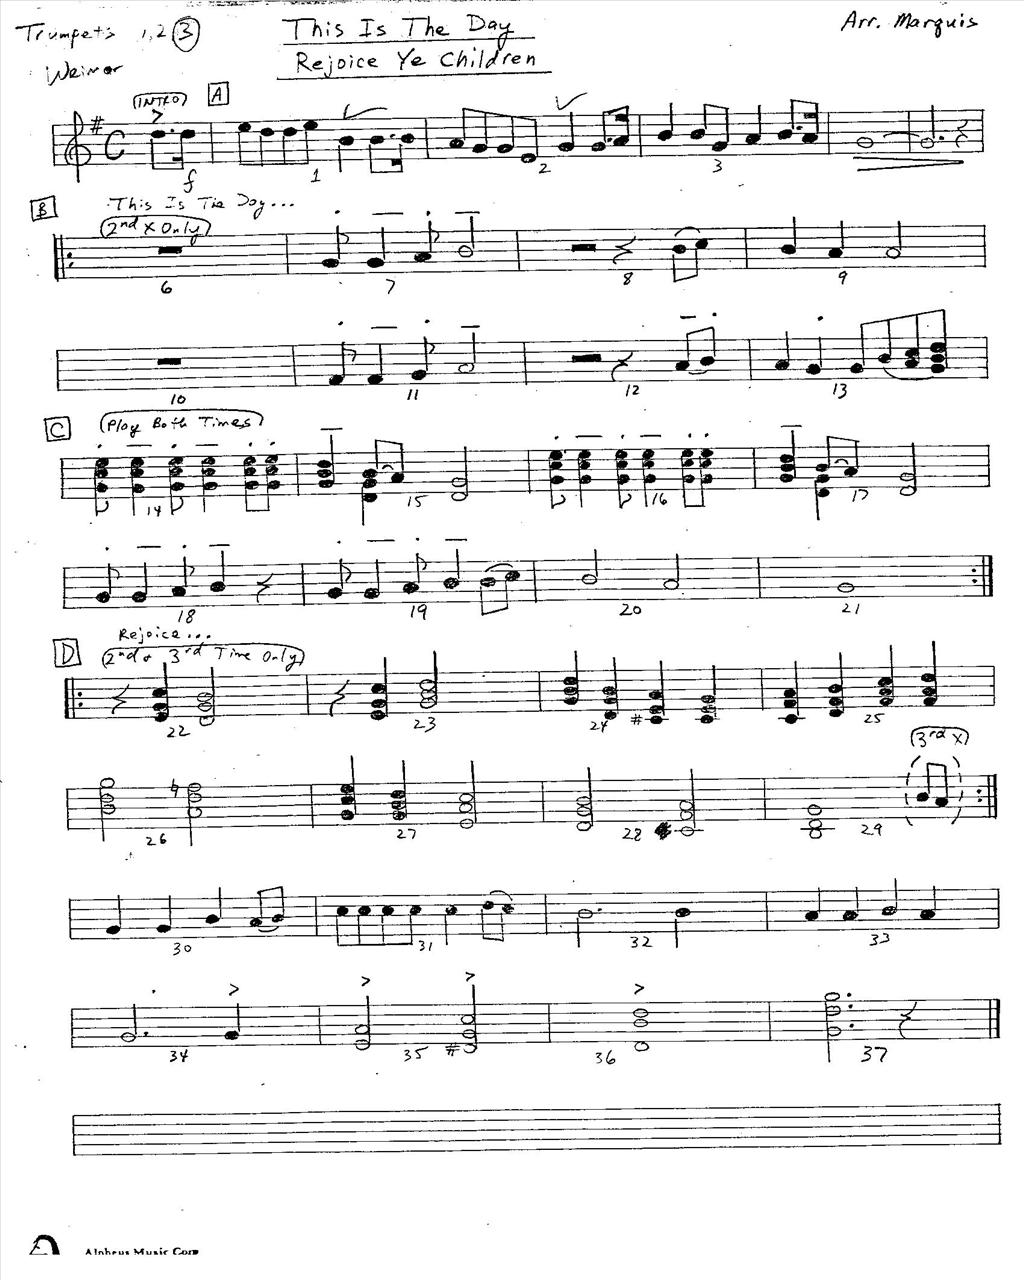 Trumpets 1, 2 3
This Is The Day
Arr. Marquis
Weimar
Rejoice Ye Children
INTRO
A
f 1 2 3
B This Is The Day...
2nd X Only
6 7 8 9
10 11 12 13
C Play Both Times
14 15 16 17
18 19 20 21
D Rejoice...
2nd & 3rd Time Only
22 23 24 25
3rd X
26 27 28 29
30 31 32 33
34 35 36 37
Alpheus Music Corp